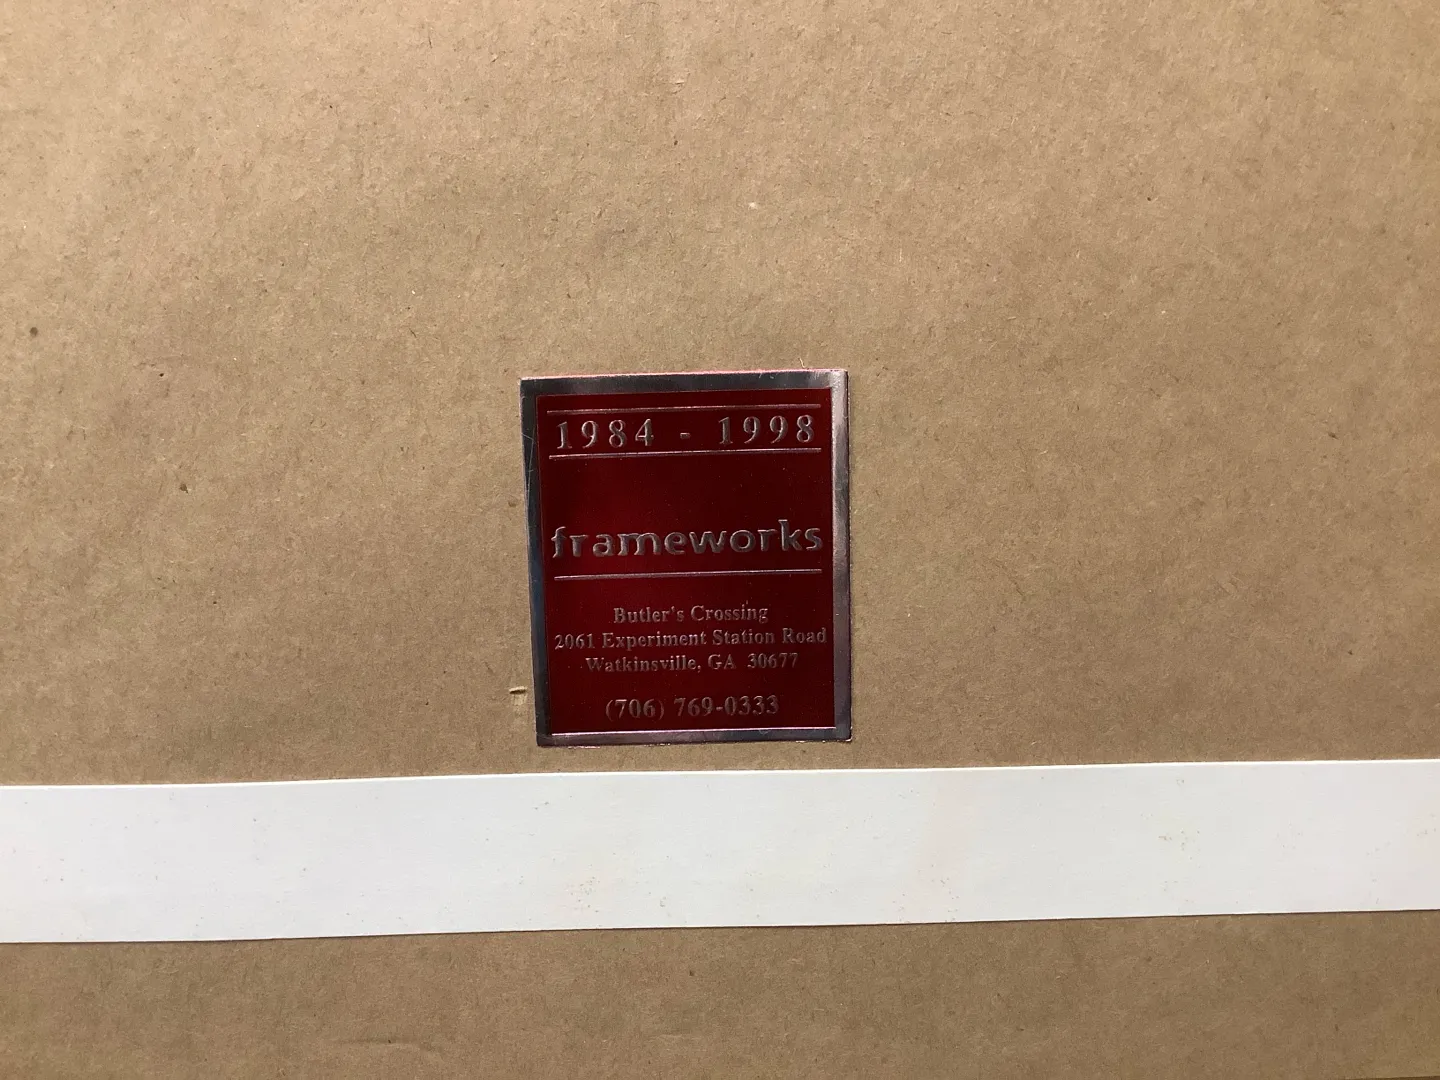 1984 - 1998
frameworks
Butler's Crossing
2061 Experiment Station Road
Watkinsville, GA 30677
(706) 769-0333